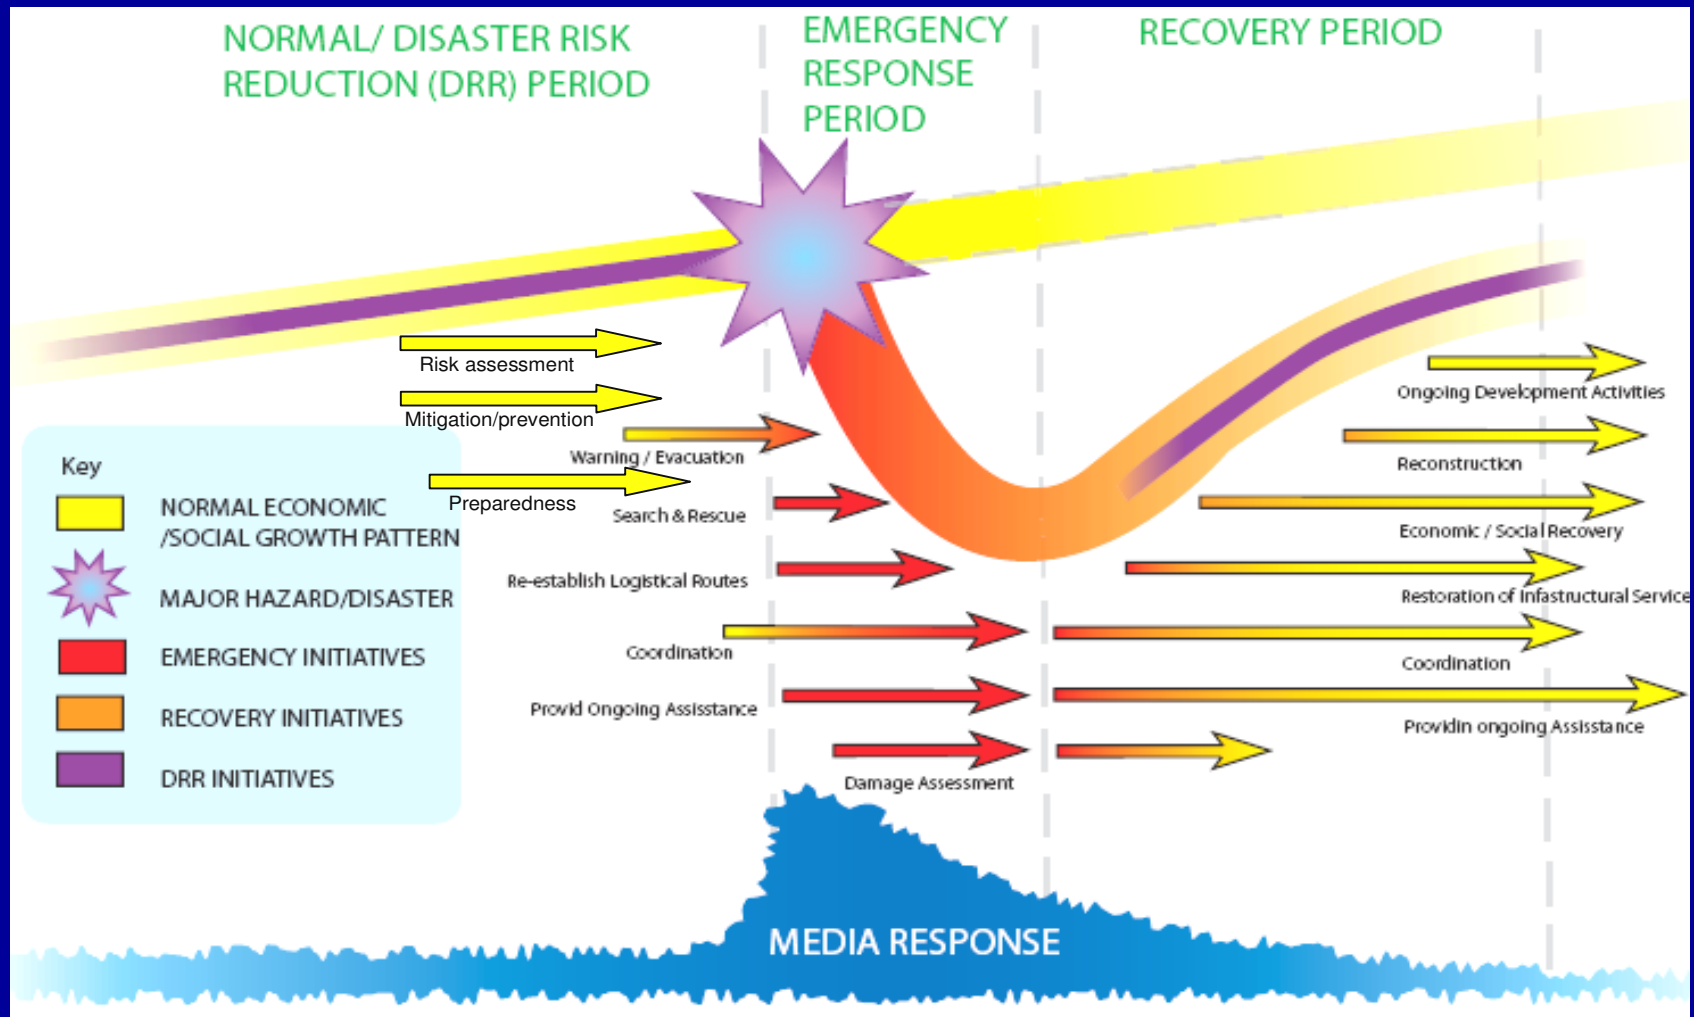 NORMAL/ DISASTER RISK
REDUCTION (DRR) PERIOD
EMERGENCY
RESPONSE
PERIOD
RECOVERY PERIOD
Risk assessment
Mitigation/prevention
Warning / Evacuation
Preparedness
Search & Rescue
Re-establish Logistical Routes
Coordination
Provid Ongoing Assisstance
Damage Assessment
Ongoing Development Activities
Reconstruction
Economic / Social Recovery
Restoration of Infastructural Service
Coordination
Providin ongoing Assisstance
Key
NORMAL ECONOMIC
/SOCIAL GROWTH PATTERN
MAJOR HAZARD/DISASTER
EMERGENCY INITIATIVES
RECOVERY INITIATIVES
DRR INITIATIVES
MEDIA RESPONSE